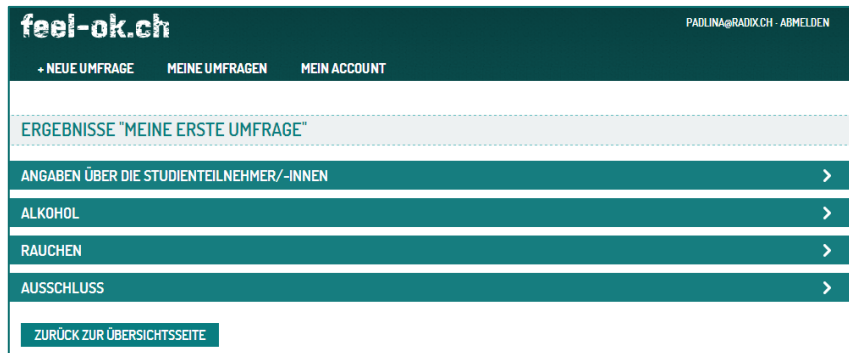 feel-ok.ch
PADLINA@RADIX.CH - ABMELDEN
+ NEUE UMFRAGE MEINE UMFRAGEN MEIN ACCOUNT
ERGEBNISSE "MEINE ERSTE UMFRAGE"
ANGABEN ÜBER DIE STUDIENTEILNEHMER/-INNEN
ALKOHOL
RAUCHEN
AUSSCHLUSS
ZURÜCK ZUR ÜBERSICHTSSEITE